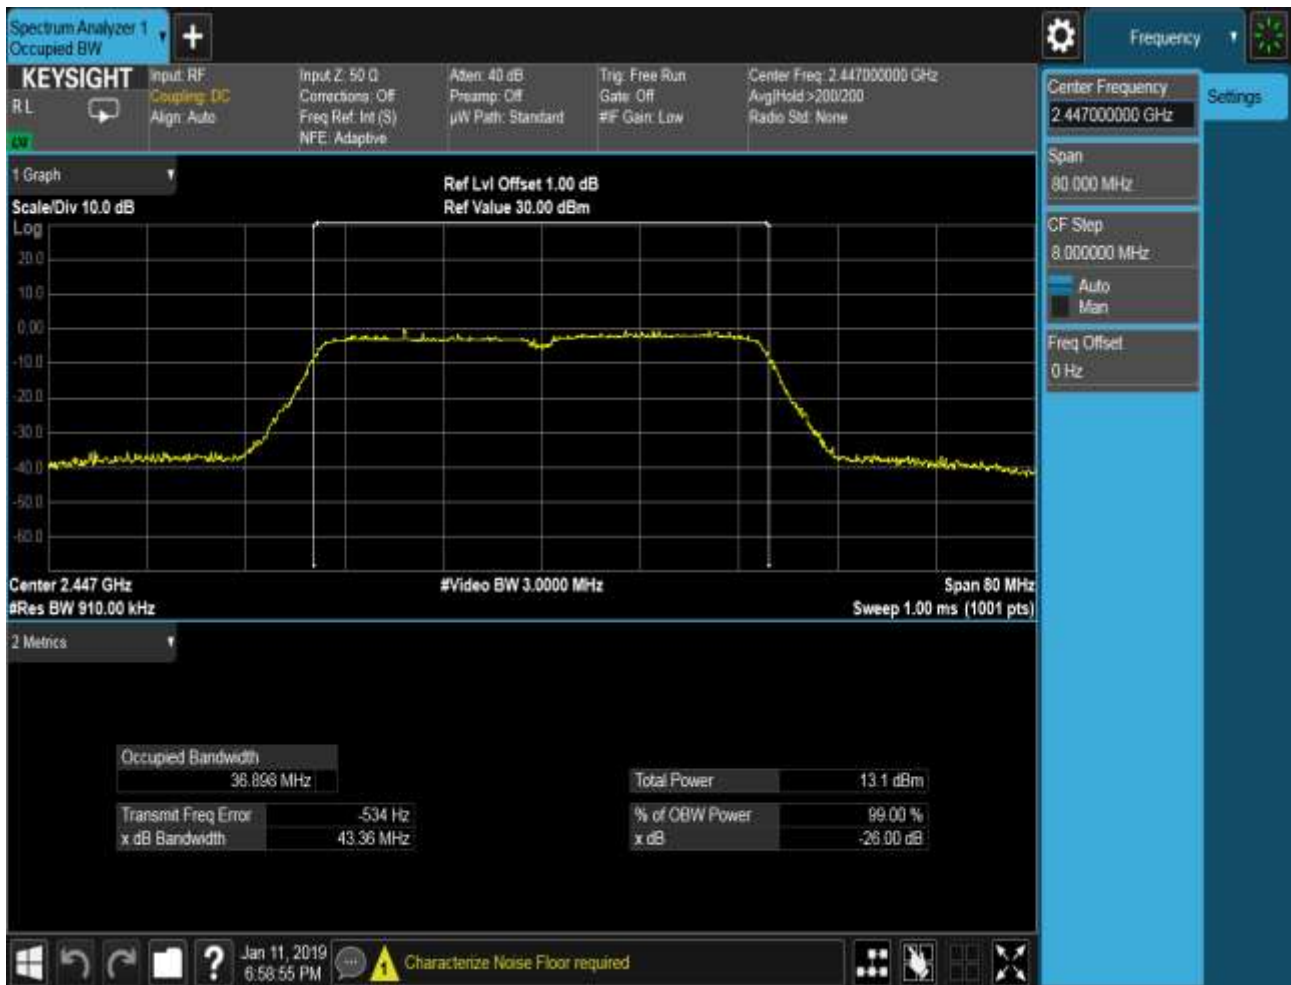 Spectrum Analyzer 1
Occupied BW
+
Frequency
KEYSIGHT
R L
Input: RF
Coupling: DC
Align: Auto
Input Z: 50 Ω
Corrections: Off
Freq Ref: Int (S)
NFE: Adaptive
Atten: 40 dB
Preamp: Off
µW Path: Standard
Trig: Free Run
Gate: Off
#IF Gain: Low
Center Freq: 2.447000000 GHz
Avg|Hold >200/200
Radio Std: None
Center Frequency
2.447000000 GHz
Settings
Span
80.000 MHz
CF Step
8.000000 MHz
Auto
Man
Freq Offset
0 Hz
1 Graph
Scale/Div 10.0 dB
Ref Lvl Offset 1.00 dB
Ref Value 30.00 dBm
Log
20.0
10.0
0.00
-10.0
-20.0
-30.0
-40.0
-50.0
-60.0
Center 2.447 GHz
#Video BW 3.0000 MHz
Span 80 MHz
#Res BW 910.00 kHz
Sweep 1.00 ms (1001 pts)
2 Metrics
Occupied Bandwidth
36.898 MHz
Transmit Freq Error -534 Hz
x dB Bandwidth 43.36 MHz
Total Power 13.1 dBm
% of OBW Power 99.00 %
x dB -26.00 dB
?
Jan 11, 2019
6:58:55 PM
1
Characterize Noise Floor required